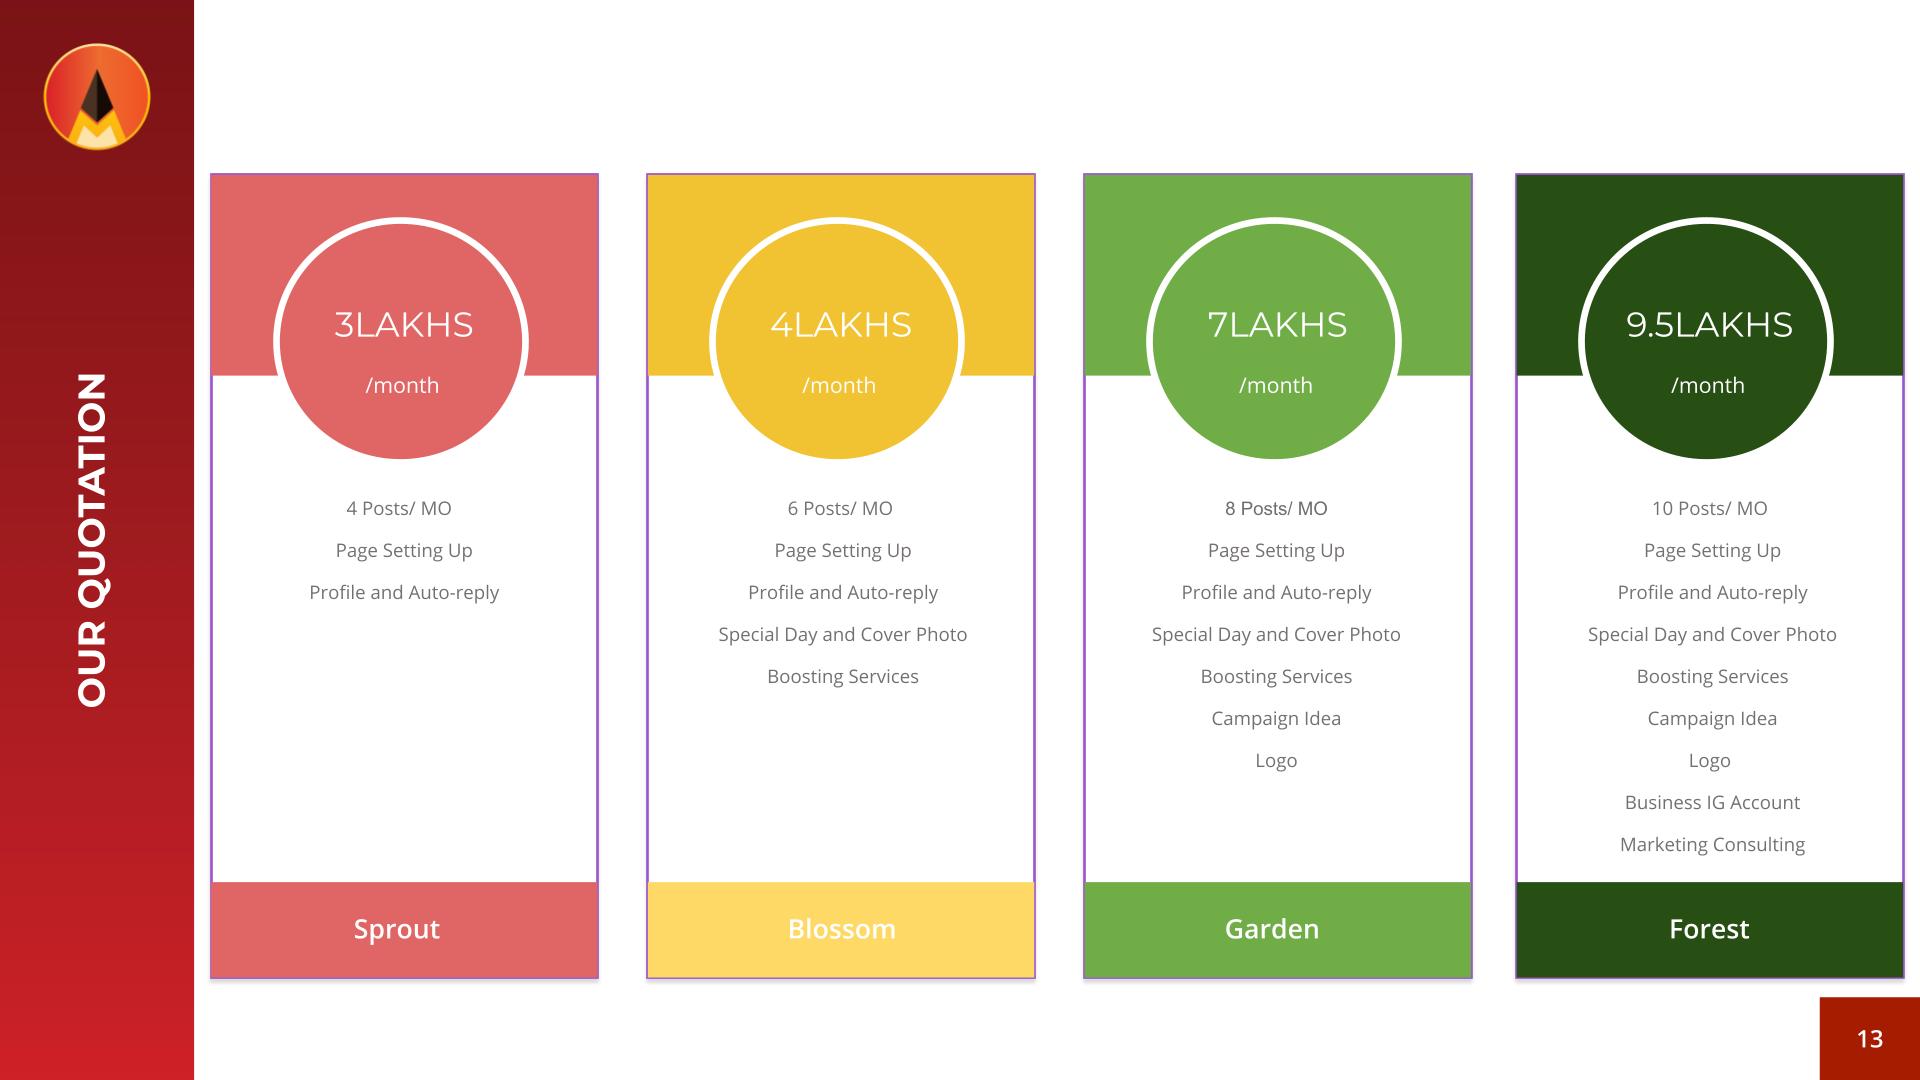 OUR QUOTATION
3LAKHS
/month
4 Posts/ MO
Page Setting Up
Profile and Auto-reply
Sprout
4LAKHS
/month
6 Posts/ MO
Page Setting Up
Profile and Auto-reply
Special Day and Cover Photo
Boosting Services
Blossom
7LAKHS
/month
8 Posts/ MO
Page Setting Up
Profile and Auto-reply
Special Day and Cover Photo
Boosting Services
Campaign Idea
Logo
Garden
9.5LAKHS
/month
10 Posts/ MO
Page Setting Up
Profile and Auto-reply
Special Day and Cover Photo
Boosting Services
Campaign Idea
Logo
Business IG Account
Marketing Consulting
Forest
13